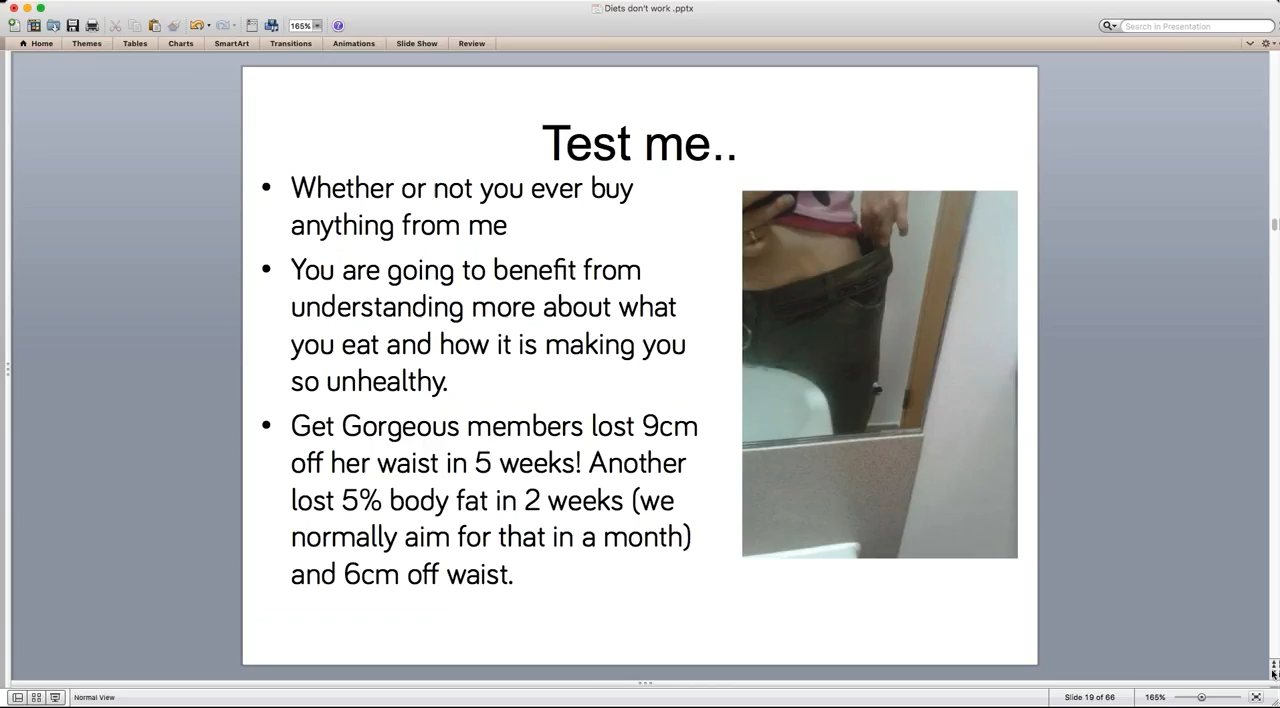 Diets don't work .pptx
165%
Search in Presentation
Home Themes Tables Charts SmartArt Transitions Animations Slide Show Review
Test me..
• Whether or not you ever buy
anything from me
• You are going to benefit from
understanding more about what
you eat and how it is making you
so unhealthy.
• Get Gorgeous members lost 9cm
off her waist in 5 weeks! Another
lost 5% body fat in 2 weeks (we
normally aim for that in a month)
and 6cm off waist.
Normal View Slide 19 of 66 165%